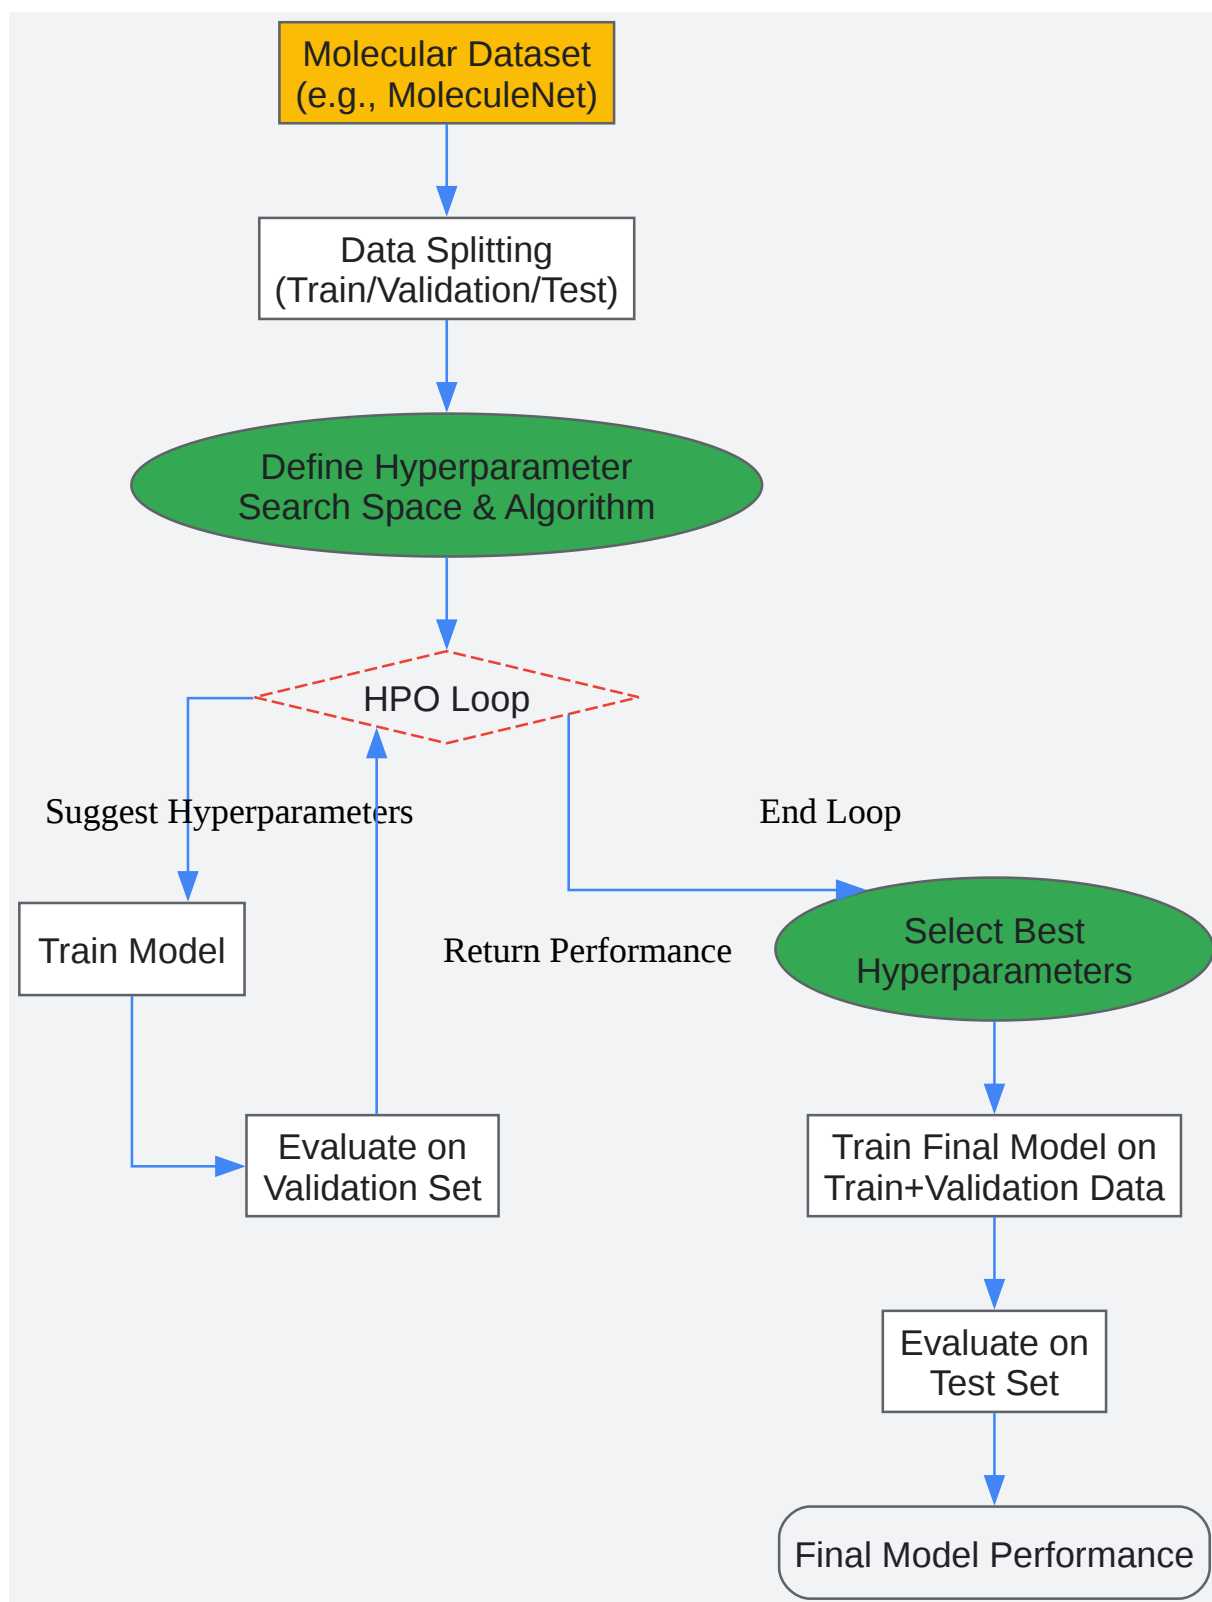 Molecular Dataset
(e.g., MoleculeNet)
Data Splitting
(Train/Validation/Test)
Define Hyperparameter
Search Space & Algorithm
HPO Loop
Suggest Hyperparameters
End Loop
Train Model
Return Performance
Select Best
Hyperparameters
Evaluate on
Validation Set
Train Final Model on
Train+Validation Data
Evaluate on
Test Set
Final Model Performance